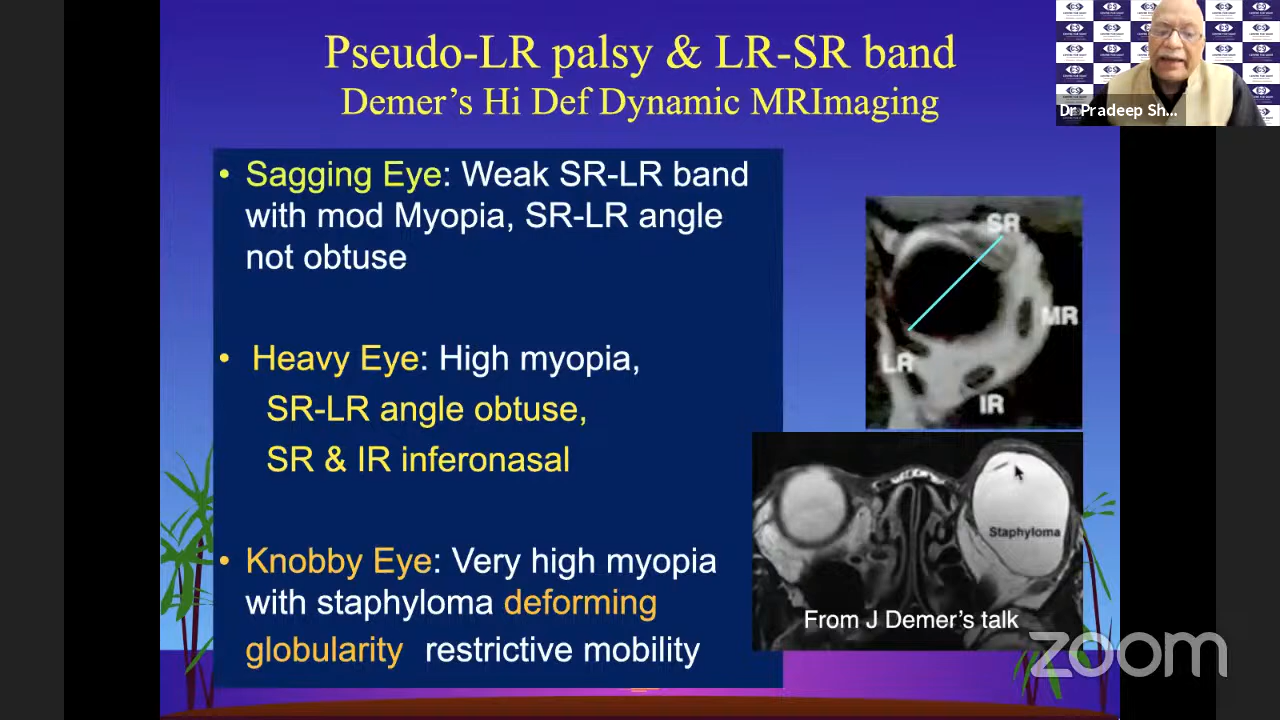 Pseudo-LR palsy & LR-SR band
Demer's Hi Def Dynamic MRImaging
Dr Pradeep Sh...
• Sagging Eye: Weak SR-LR band
with mod Myopia, SR-LR angle
not obtuse
• Heavy Eye: High myopia,
SR-LR angle obtuse,
SR & IR inferonasal
• Knobby Eye: Very high myopia
with staphyloma deforming
globularity restrictive mobility
SR
MR
LR
IR
Staphyloma
From J Demer's talk
zoom